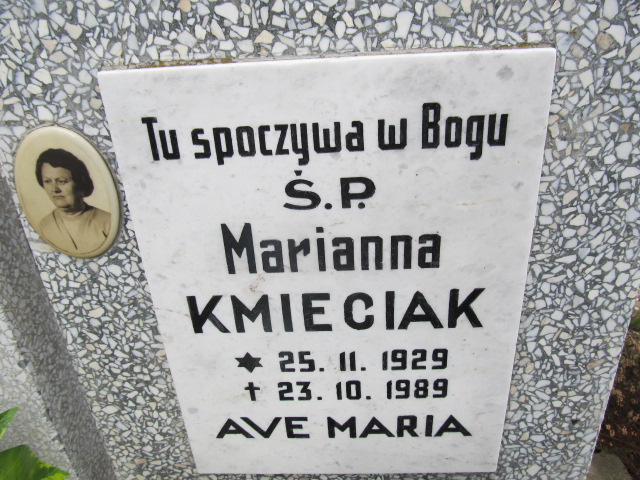 Tu spoczywa w Bogu
Ś.P.
Marianna
KMIECIAK
✶ 25. 11. 1929
† 23. 10. 1989
AVE MARIA